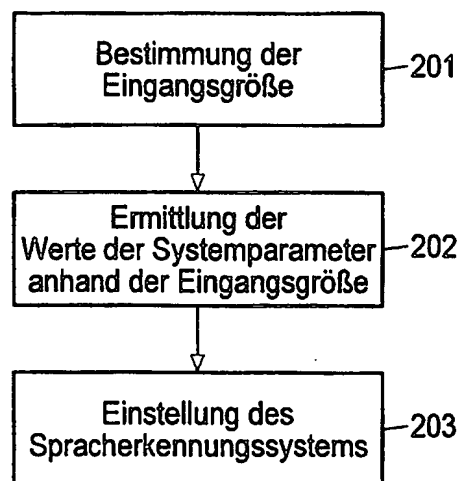 Bestimmung der
Eingangsgröße
201
Ermittlung der
Werte der Systemparameter
anhand der Eingangsgröße
202
Einstellung des
Spracherkennungssystems
203